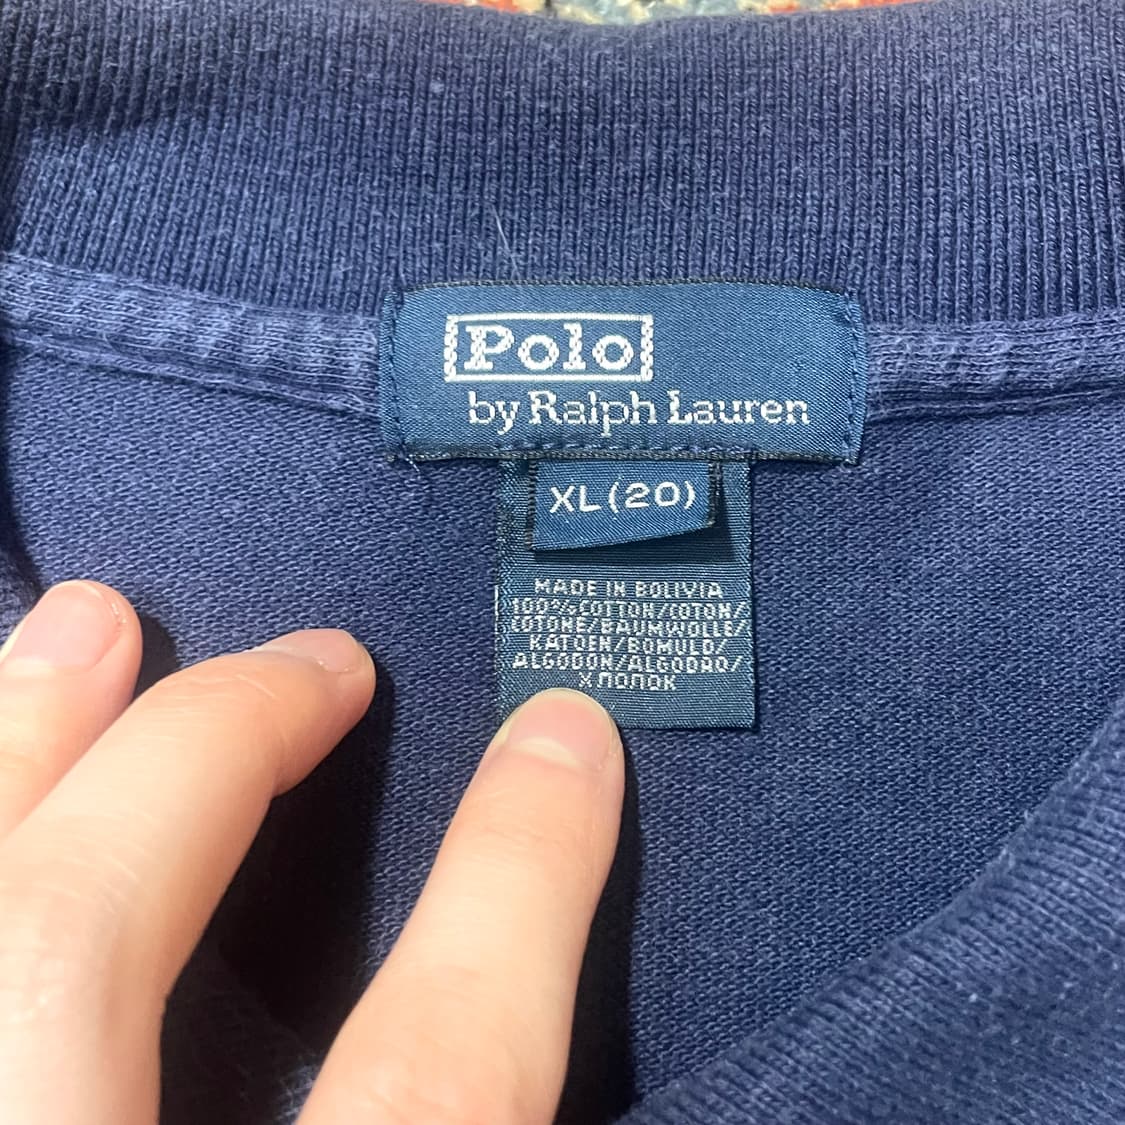 Polo
by Ralph Lauren
XL(20)
MADE IN BOLIVIA
100%COTTON/COTON/
COTONE/BAUMWOLLE/
KATOEN/BOMULD/
ALGODON/ALGODAO/
ХЛОПОК